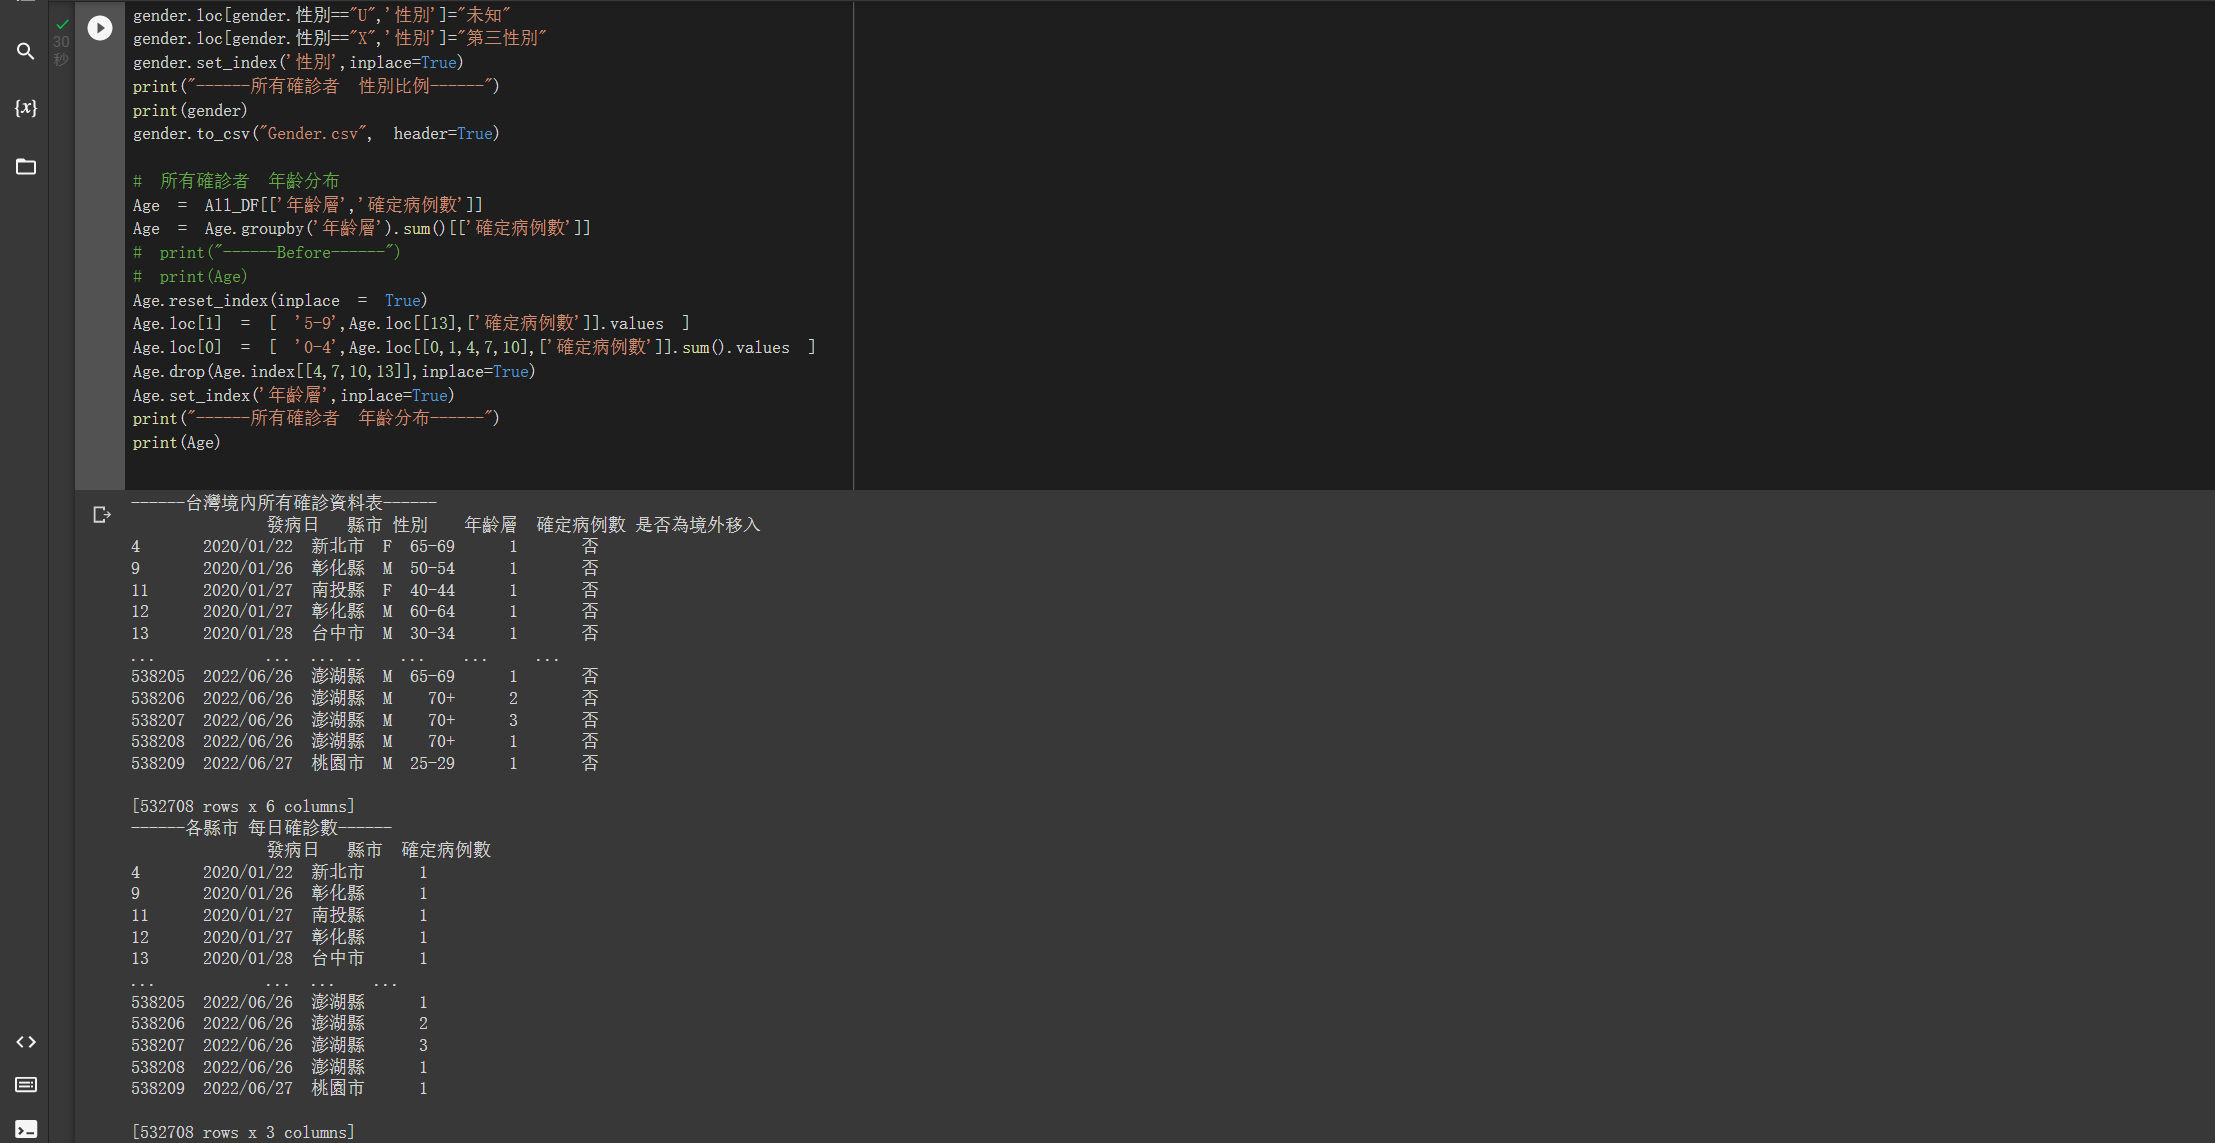 gender.loc[gender.性別=="U",'性別']="未知"
gender.loc[gender.性別=="X",'性別']="第三性別"
gender.set_index('性別',inplace=True)
print("------所有確診者 性別比例------")
print(gender)
gender.to_csv("Gender.csv", header=True)
# 所有確診者 年齡分布
Age = All_DF[['年齡層','確定病例數']]
Age = Age.groupby('年齡層').sum()[['確定病例數']]
# print("------Before------")
# print(Age)
Age.reset_index(inplace = True)
Age.loc[1] = [ '5-9',Age.loc[[13],['確定病例數']].values ]
Age.loc[0] = [ '0-4',Age.loc[[0,1,4,7,10],['確定病例數']].sum().values ]
Age.drop(Age.index[[4,7,10,13]],inplace=True)
Age.set_index('年齡層',inplace=True)
print("------所有確診者 年齡分布------")
print(Age)
30
秒
{x}
------台灣境內所有確診資料表------
發病日 縣市 性別 年齡層 確定病例數 是否為境外移入
4 2020/01/22 新北市 F 65-69 1 否
9 2020/01/26 彰化縣 M 50-54 1 否
11 2020/01/27 南投縣 F 40-44 1 否
12 2020/01/27 彰化縣 M 60-64 1 否
13 2020/01/28 台中市 M 30-34 1 否
... ... ... .. ... ... ...
538205 2022/06/26 澎湖縣 M 65-69 1 否
538206 2022/06/26 澎湖縣 M 70+ 2 否
538207 2022/06/26 澎湖縣 M 70+ 3 否
538208 2022/06/26 澎湖縣 M 70+ 1 否
538209 2022/06/27 桃園市 M 25-29 1 否
[532708 rows x 6 columns]
------各縣市 每日確診數------
發病日 縣市 確定病例數
4 2020/01/22 新北市 1
9 2020/01/26 彰化縣 1
11 2020/01/27 南投縣 1
12 2020/01/27 彰化縣 1
13 2020/01/28 台中市 1
... ... ... ...
538205 2022/06/26 澎湖縣 1
538206 2022/06/26 澎湖縣 2
538207 2022/06/26 澎湖縣 3
538208 2022/06/26 澎湖縣 1
538209 2022/06/27 桃園市 1
[532708 rows x 3 columns]